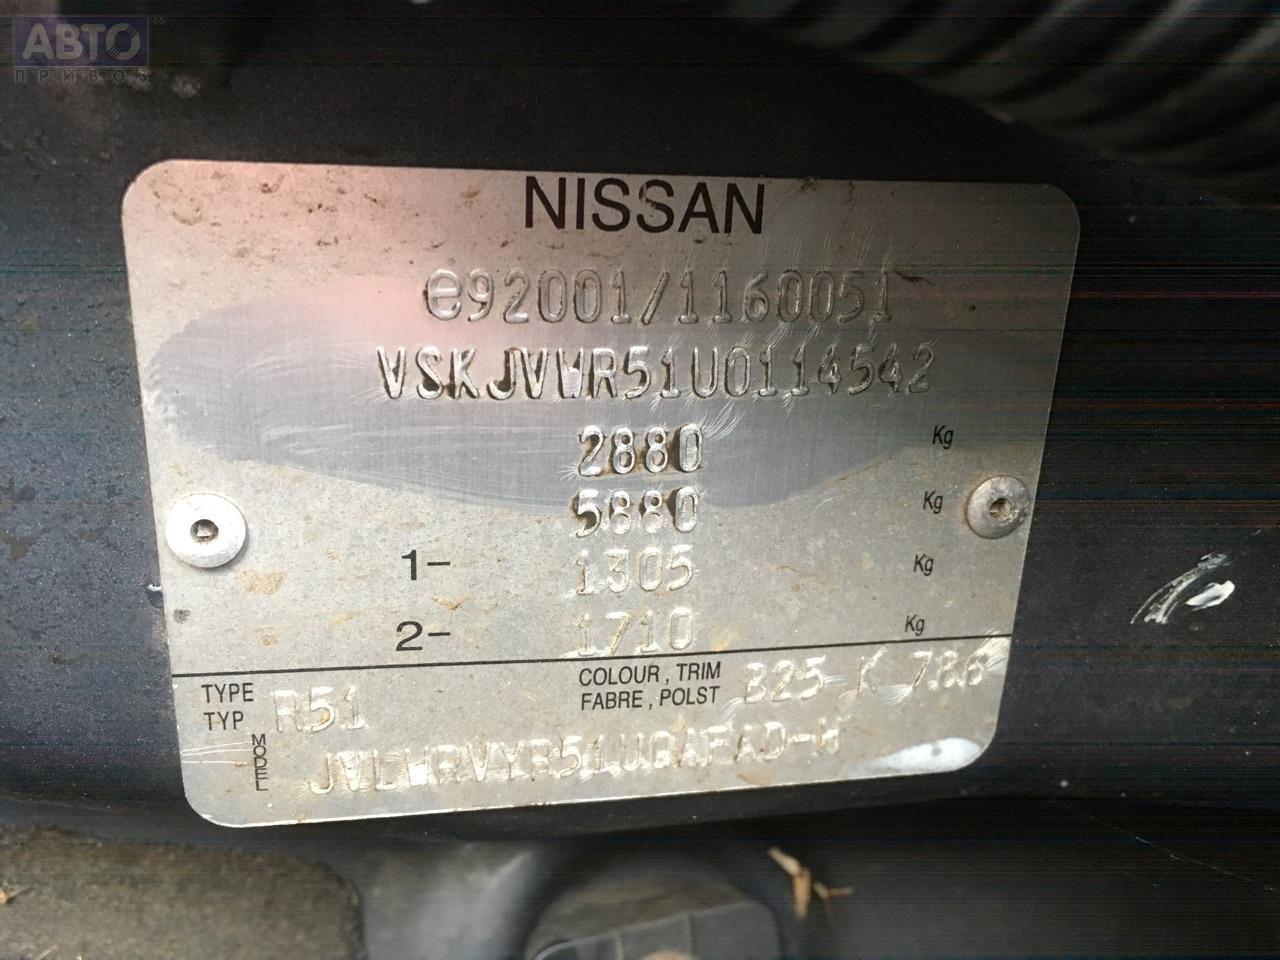 АВТО
ПРИВОЗ
NISSAN
e92001/1160051
VSKJVWR51U0114542
2880 Kg
5880 Kg
1- 1305 Kg
2- 1710 Kg
TYPE COLOUR, TRIM
TYP R51 FABRE, POLST B25 K 786
MODEL JVLWRVYR51UQAFAD-W